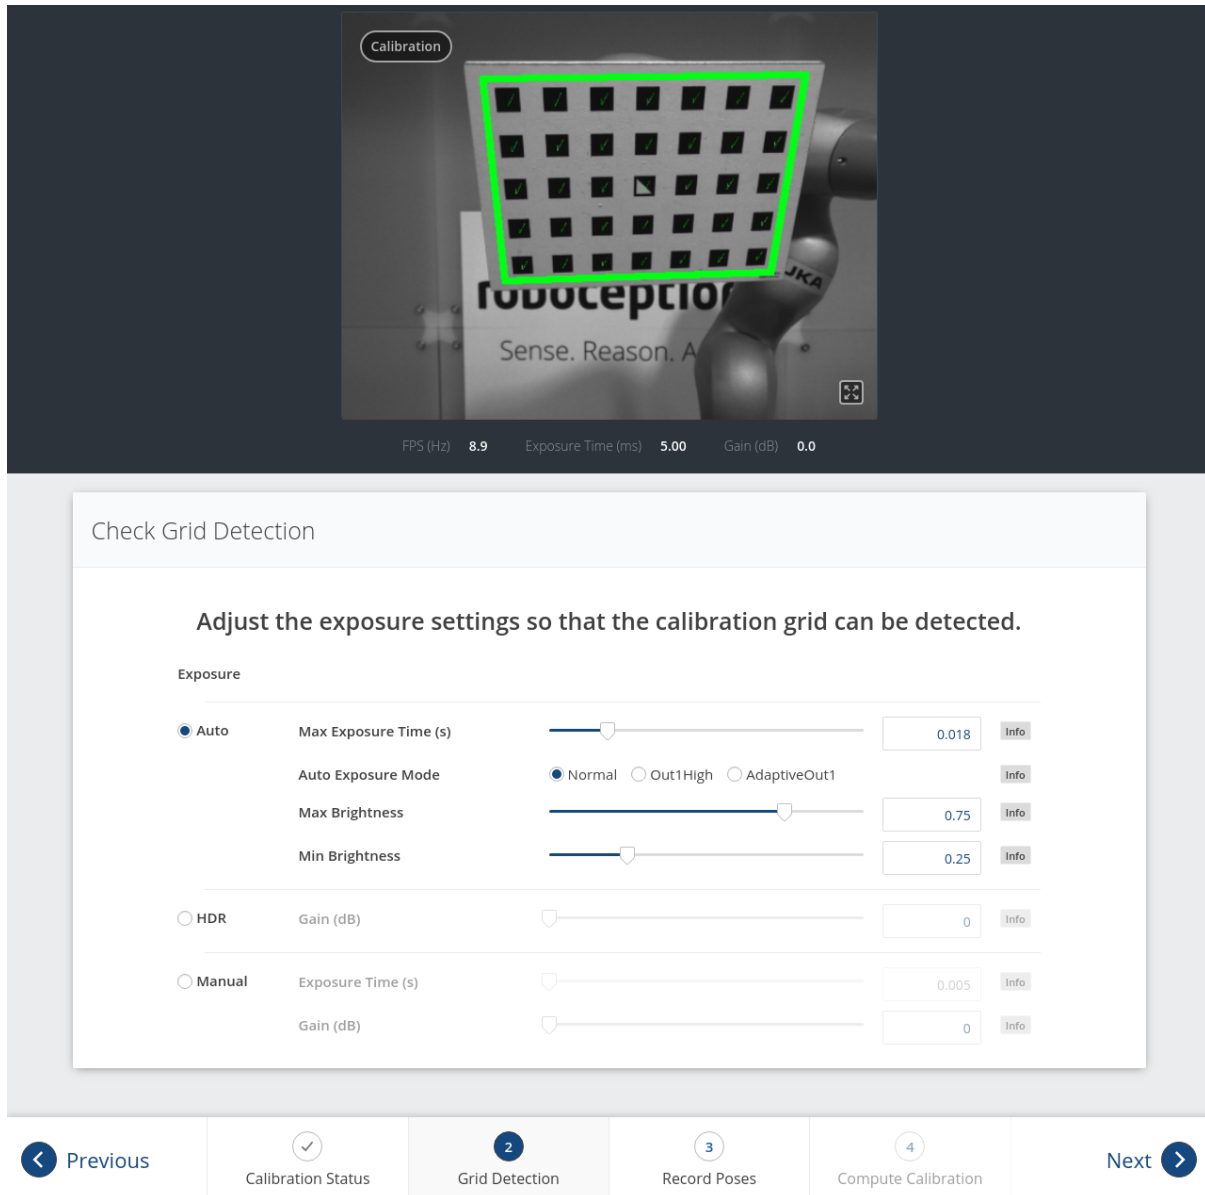 Calibration
JKA
roboception
Sense. Reason. A
FPS (Hz) 8.9 Exposure Time (ms) 5.00 Gain (dB) 0.0
Check Grid Detection
Adjust the exposure settings so that the calibration grid can be detected.
Exposure
Auto Max Exposure Time (s) 0.018 Info
Auto Exposure Mode Normal Out1High AdaptiveOut1 Info
Max Brightness 0.75 Info
Min Brightness 0.25 Info
HDR Gain (dB) 0 Info
Manual Exposure Time (s) 0.005 Info
Gain (dB) 0 Info
Previous
Calibration Status
2
Grid Detection
3
Record Poses
4
Compute Calibration
Next